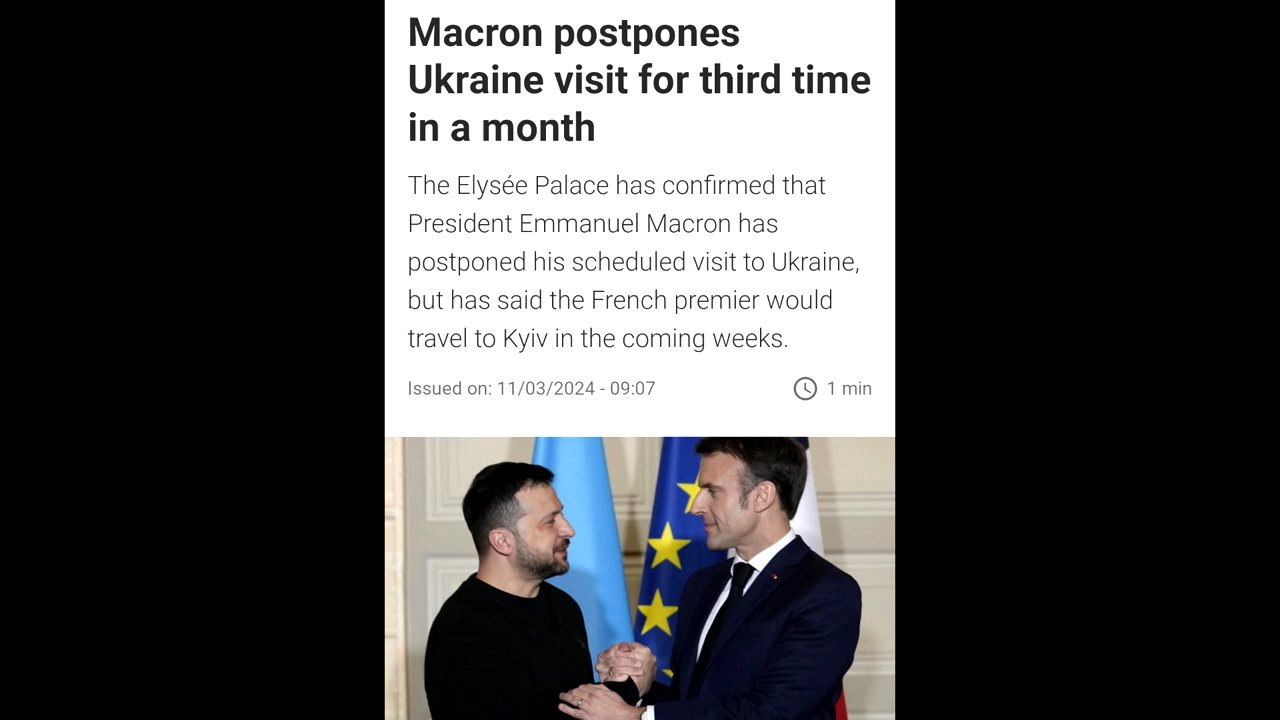 Macron postpones
Ukraine visit for third time
in a month
The Elysée Palace has confirmed that
President Emmanuel Macron has
postponed his scheduled visit to Ukraine,
but has said the French premier would
travel to Kyiv in the coming weeks.
Issued on: 11/03/2024 - 09:07 1 min